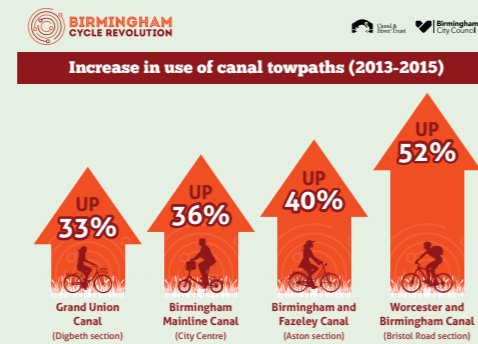 BIRMINGHAM
CYCLE REVOLUTION
Canal &
River Trust
Birmingham
City Council
Increase in use of canal towpaths (2013-2015)
UP
33%
UP
36%
UP
40%
UP
52%
Grand Union
Canal
(Digbeth section)
Birmingham
Mainline Canal
(City Centre)
Birmingham and
Fazeley Canal
(Aston section)
Worcester and
Birmingham Canal
(Bristol Road section)